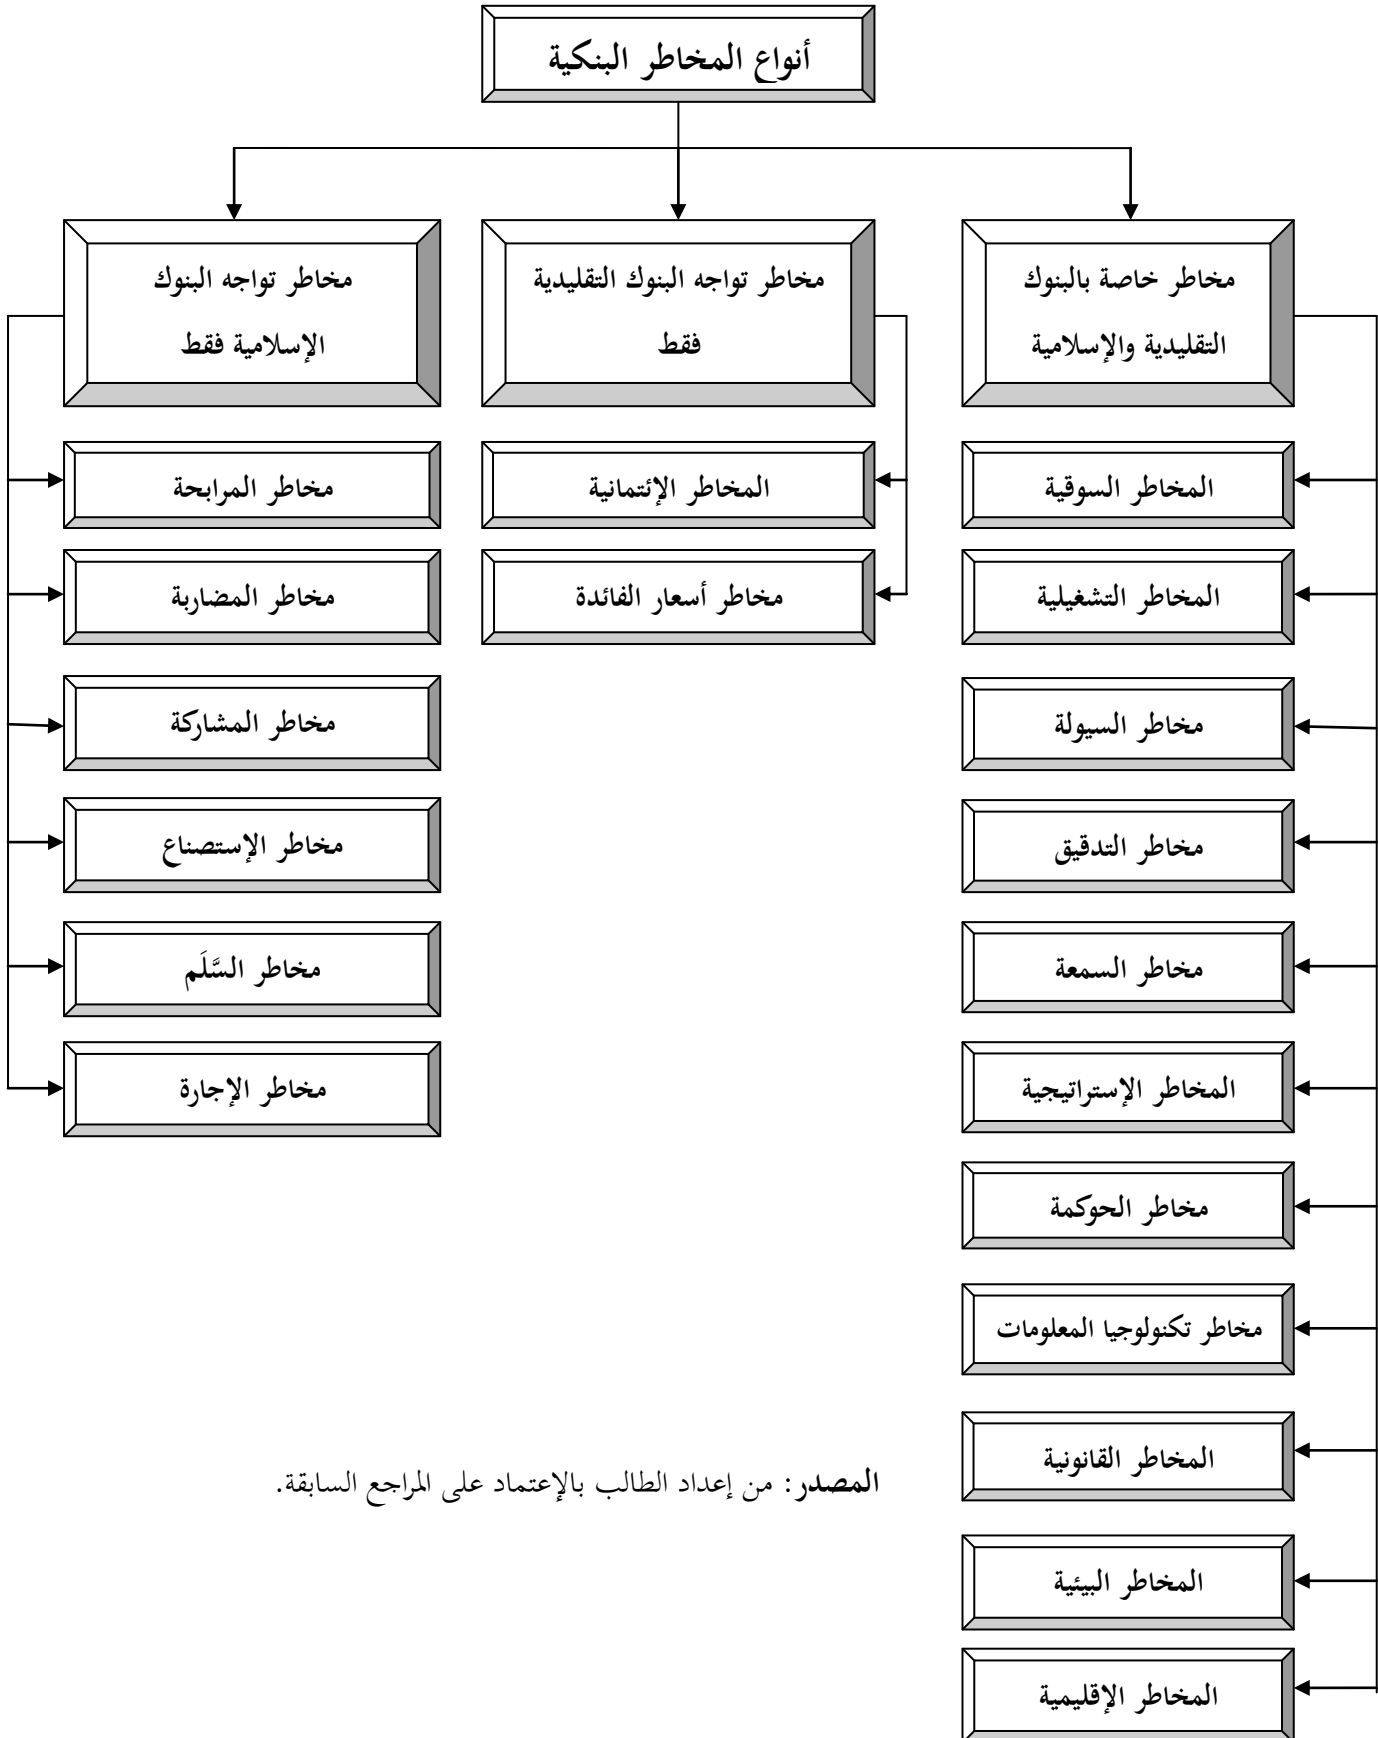 أنواع المخاطر البنكية
مخاطر خاصة بالبنوك
التقليدية والإسلامية
مخاطر تواجه البنوك التقليدية
فقط
مخاطر تواجه البنوك
الإسلامية فقط
المخاطر السوقية
المخاطر التشغيلية
مخاطر السيولة
مخاطر التدقيق
مخاطر السمعة
المخاطر الإستراتيجية
مخاطر الحوكمة
مخاطر تكنولوجيا المعلومات
المخاطر القانونية
المخاطر البيئية
المخاطر الإقليمية
المخاطر الإئتمانية
مخاطر أسعار الفائدة
مخاطر المرابحة
مخاطر المضاربة
مخاطر المشاركة
مخاطر الإستصناع
مخاطر السَّلَم
مخاطر الإجارة
المصدر: من إعداد الطالب بالإعتماد على المراجع السابقة.